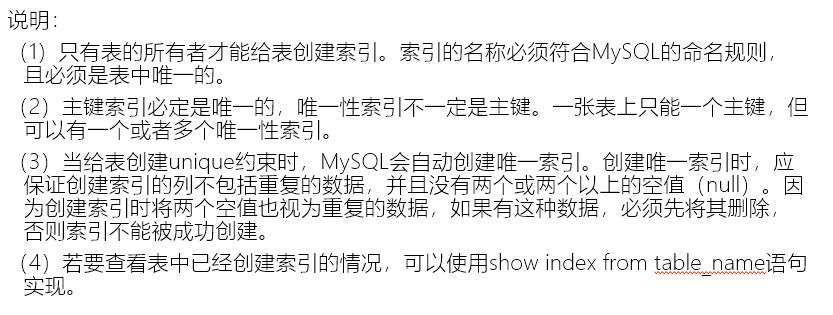 说明：
(1) 只有表的所有者才能给表创建索引。索引的名称必须符合MySQL的命名规则，
且必须是表中唯一的。
(2) 主键索引必定是唯一的，唯一性索引不一定是主键。一张表上只能一个主键，但
可以有一个或者多个唯一性索引。
(3) 当给表创建unique约束时，MySQL会自动创建唯一索引。创建唯一索引时，应
保证创建索引的列不包括重复的数据，并且没有两个或两个以上的空值（null）。因
为创建索引时将两个空值也视为重复的数据，如果有这种数据，必须先将其删除，
否则索引不能被成功创建。
(4) 若要查看表中已经创建索引的情况，可以使用show index from table_name语句
实现。